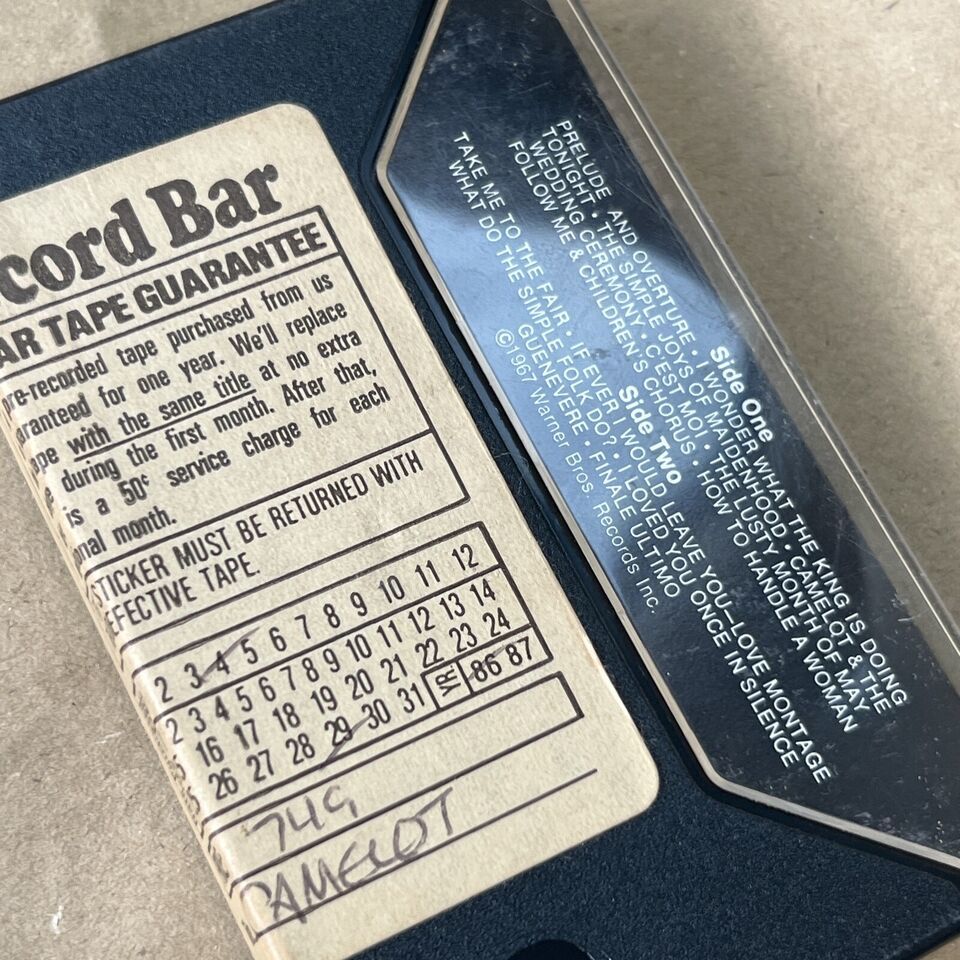 cord Bar
AR TAPE GUARANTEE
re-recorded tape purchased from us
aranteed for one year. We'll replace
ape with the same title at no extra
during the first month. After that,
is a 50¢ service charge for each
nal month.
STICKER MUST BE RETURNED WITH
EFECTIVE TAPE.
2 3 4 5 6 7 8 9 10 11 12
2 3 4 5 6 7 8 9 10 11 12 13 14
16 17 18 19 20 21 22 23 24
26 27 28 29 30 31 YR 86 87
749
CAMELOT
Side One
PRELUDE AND OVERTURE · I WONDER WHAT THE KING IS DOING
TONIGHT · THE SIMPLE JOYS OF MAIDENHOOD · CAMELOT & THE
WEDDING CEREMONY · C'EST MOI · THE LUSTY MONTH OF MAY
FOLLOW ME & CHILDREN'S CHORUS · HOW TO HANDLE A WOMAN
Side Two
TAKE ME TO THE FAIR · IF EVER I WOULD LEAVE YOU—LOVE MONTAGE
WHAT DO THE SIMPLE FOLK DO? · I LOVED YOU ONCE IN SILENCE
GUENEVERE · FINALE ULTIMO
©1967 Warner Bros. Records Inc.